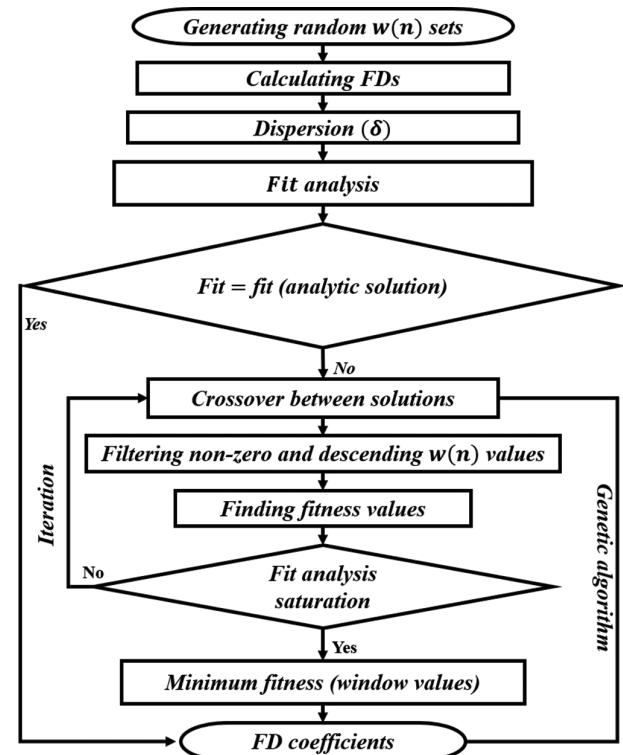 Generating random w(n) sets
Calculating FDs
Dispersion (δ)
Fit analysis
Fit = fit (analytic solution)
Yes
No
Crossover between solutions
Filtering non-zero and descending w(n) values
Iteration
Finding fitness values
Genetic algorithm
No
Fit analysis
saturation
Yes
Minimum fitness (window values)
FD coefficients